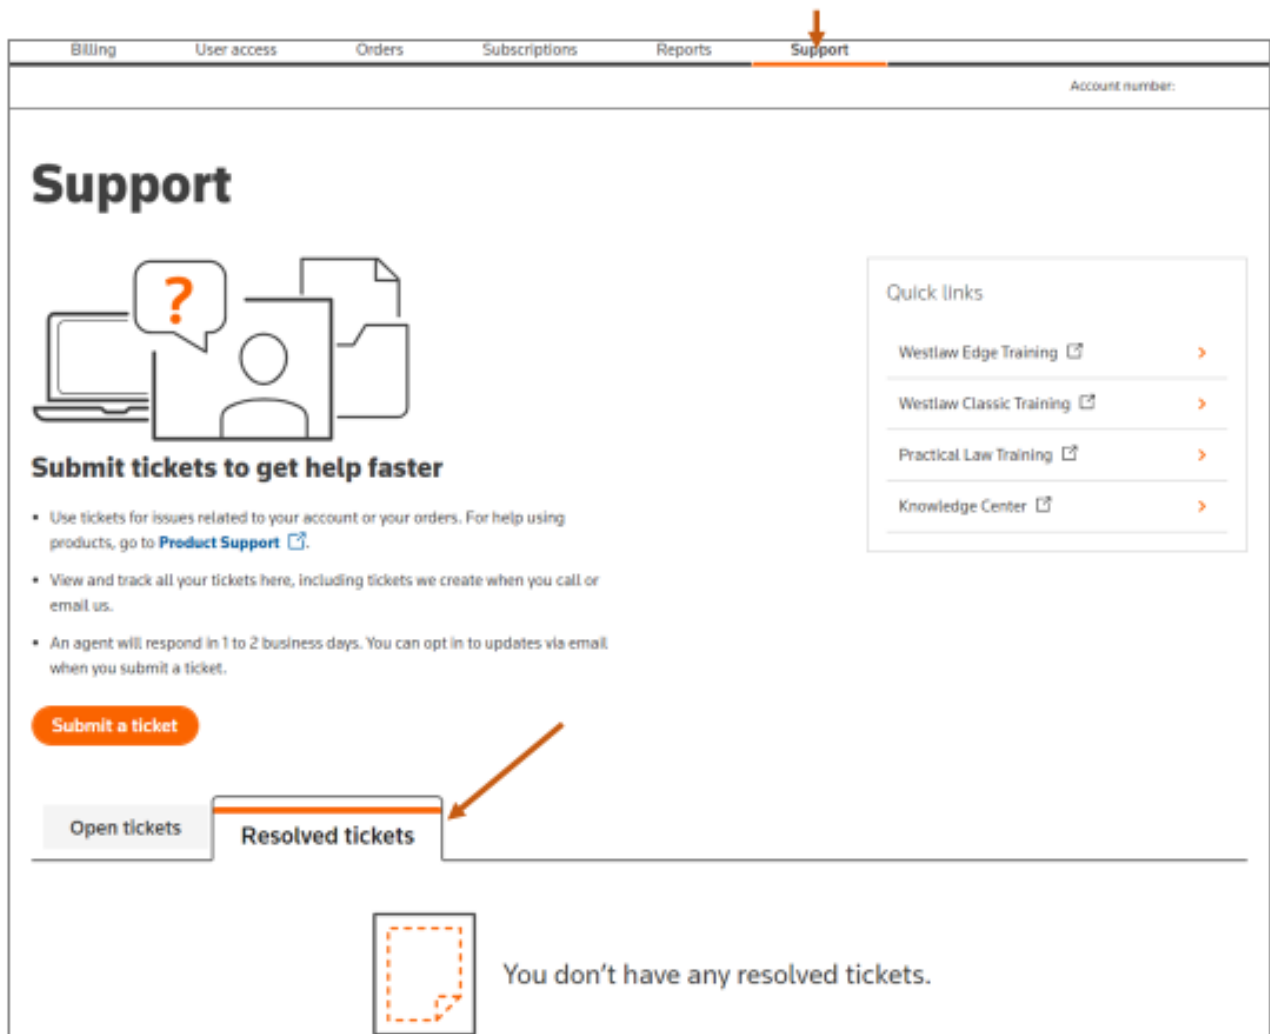 Billing User access Orders Subscriptions Reports Support
Account number:
Support
?
Quick links
Westlaw Edge Training
Westlaw Classic Training
Practical Law Training
Knowledge Center
Submit tickets to get help faster
• Use tickets for issues related to your account or your orders. For help using
products, go to Product Support.
• View and track all your tickets here, including tickets we create when you call or
email us.
• An agent will respond in 1 to 2 business days. You can opt in to updates via email
when you submit a ticket.
Submit a ticket
Open tickets Resolved tickets
You don't have any resolved tickets.